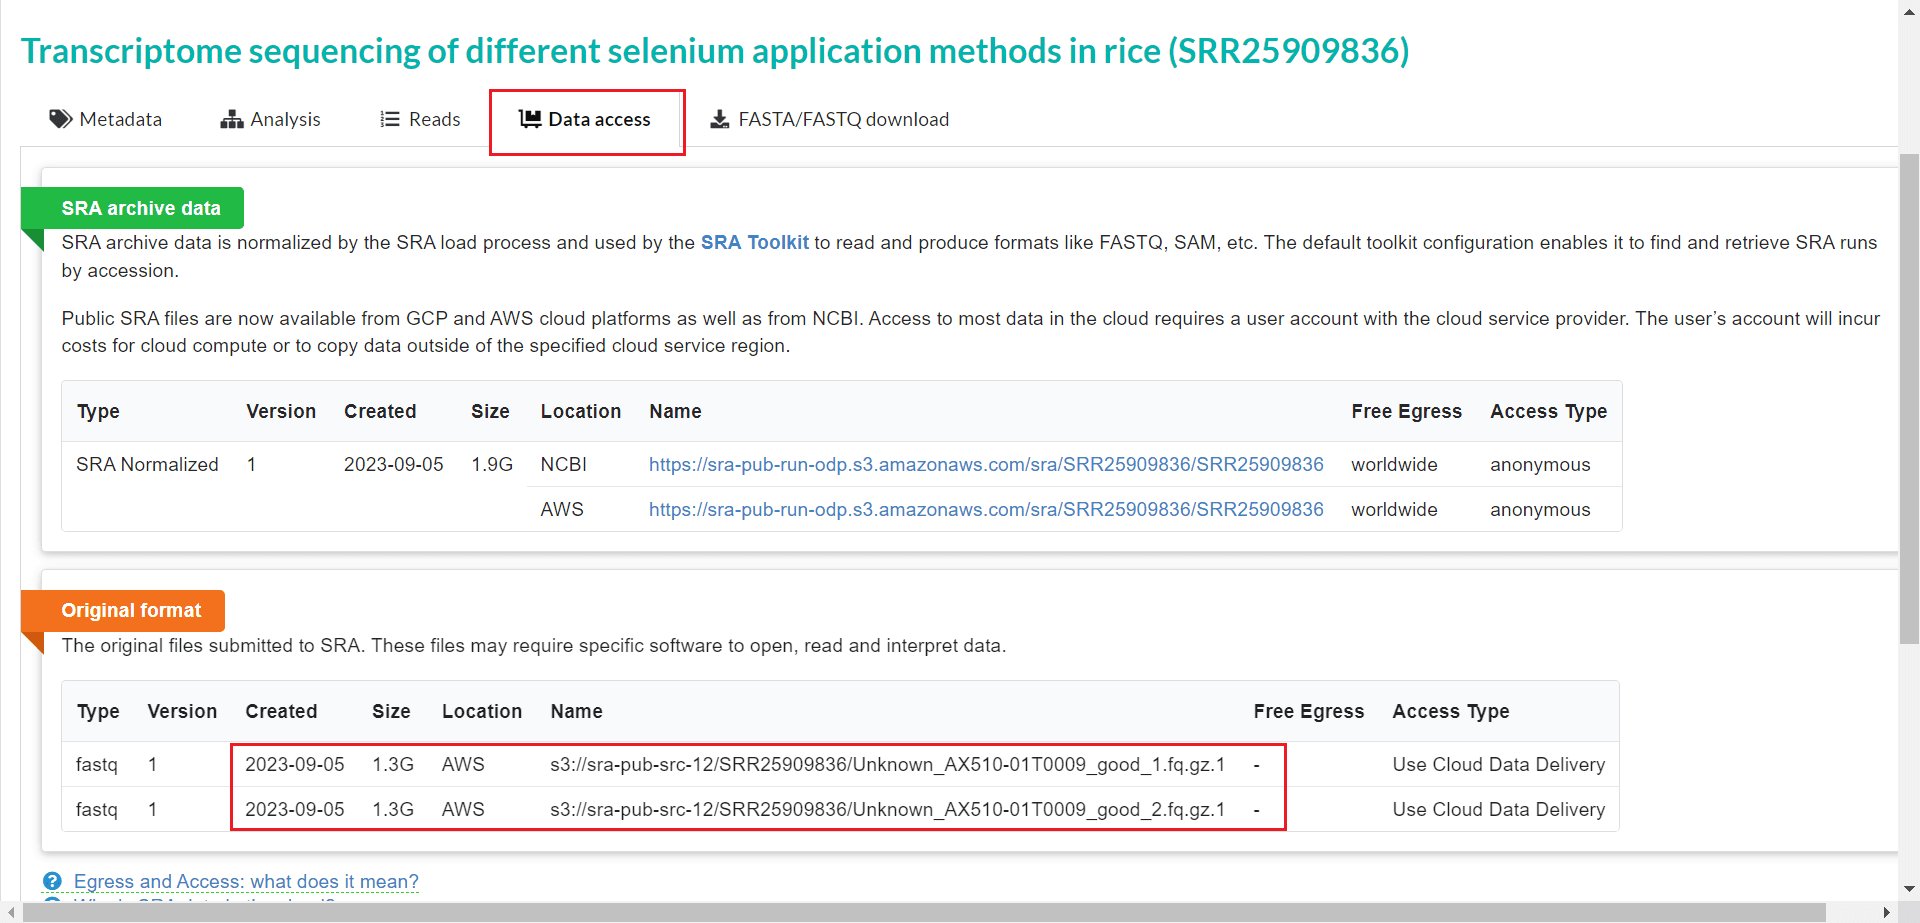 Transcriptome sequencing of different selenium application methods in rice (SRR25909836)
Metadata Analysis Reads Data access FASTA/FASTQ download
SRA archive data
SRA archive data is normalized by the SRA load process and used by the SRA Toolkit to read and produce formats like FASTQ, SAM, etc. The default toolkit configuration enables it to find and retrieve SRA runs
by accession.
Public SRA files are now available from GCP and AWS cloud platforms as well as from NCBI. Access to most data in the cloud requires a user account with the cloud service provider. The user's account will incur
costs for cloud compute or to copy data outside of the specified cloud service region.
Type Version Created Size Location Name Free Egress Access Type
SRA Normalized 1 2023-09-05 1.9G NCBI https://sra-pub-run-odp.s3.amazonaws.com/sra/SRR25909836/SRR25909836 worldwide anonymous
AWS https://sra-pub-run-odp.s3.amazonaws.com/sra/SRR25909836/SRR25909836 worldwide anonymous
Original format
The original files submitted to SRA. These files may require specific software to open, read and interpret data.
Type Version Created Size Location Name Free Egress Access Type
fastq 1 2023-09-05 1.3G AWS s3://sra-pub-src-12/SRR25909836/Unknown_AX510-01T0009_good_1.fq.gz.1 - Use Cloud Data Delivery
fastq 1 2023-09-05 1.3G AWS s3://sra-pub-src-12/SRR25909836/Unknown_AX510-01T0009_good_2.fq.gz.1 - Use Cloud Data Delivery
Egress and Access: what does it mean?